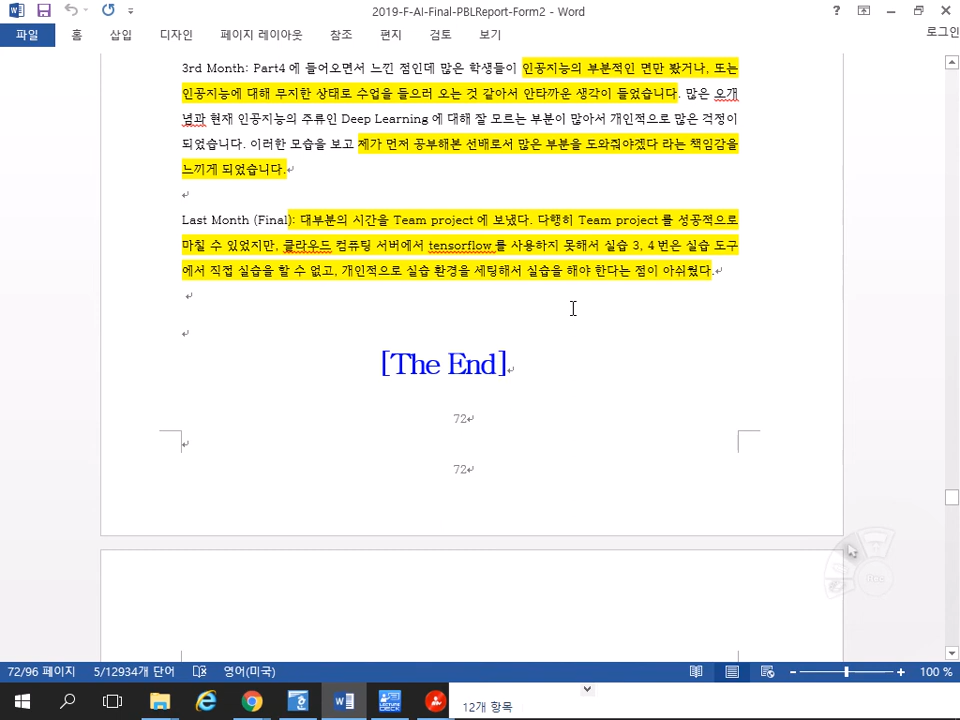 2019-F-AI-Final-PBLReport-Form2 - Word
파일 홈 삽입 디자인 페이지 레이아웃 참조 편지 검토 보기 로그인
3rd Month: Part4 에 들어오면서 느낀 점인데 많은 학생들이 인공지능의 부분적인 면만 봤거나, 또는
인공지능에 대해 무지한 상태로 수업을 들으러 오는 것 같아서 안타까운 생각이 들었습니다. 많은 오개
념과 현재 인공지능의 주류인 Deep Learning 에 대해 잘 모르는 부분이 많아서 개인적으로 많은 걱정이
되었습니다. 이러한 모습을 보고 제가 먼저 공부해본 선배로서 많은 부분을 도와줘야겠다 라는 책임감을
느끼게 되었습니다.
Last Month (Final): 대부분의 시간을 Team project 에 보냈다. 다행히 Team project 를 성공적으로
마칠 수 있었지만, 클라우드 컴퓨팅 서버에서 tensorflow 를 사용하지 못해서 실습 3, 4 번은 실습 도구
에서 직접 실습을 할 수 없고, 개인적으로 실습 환경을 세팅해서 실습을 해야 한다는 점이 아쉬웠다.
[The End]
72
72
72/96 페이지 5/12934개 단어 영어(미국) 100 %
12개 항목